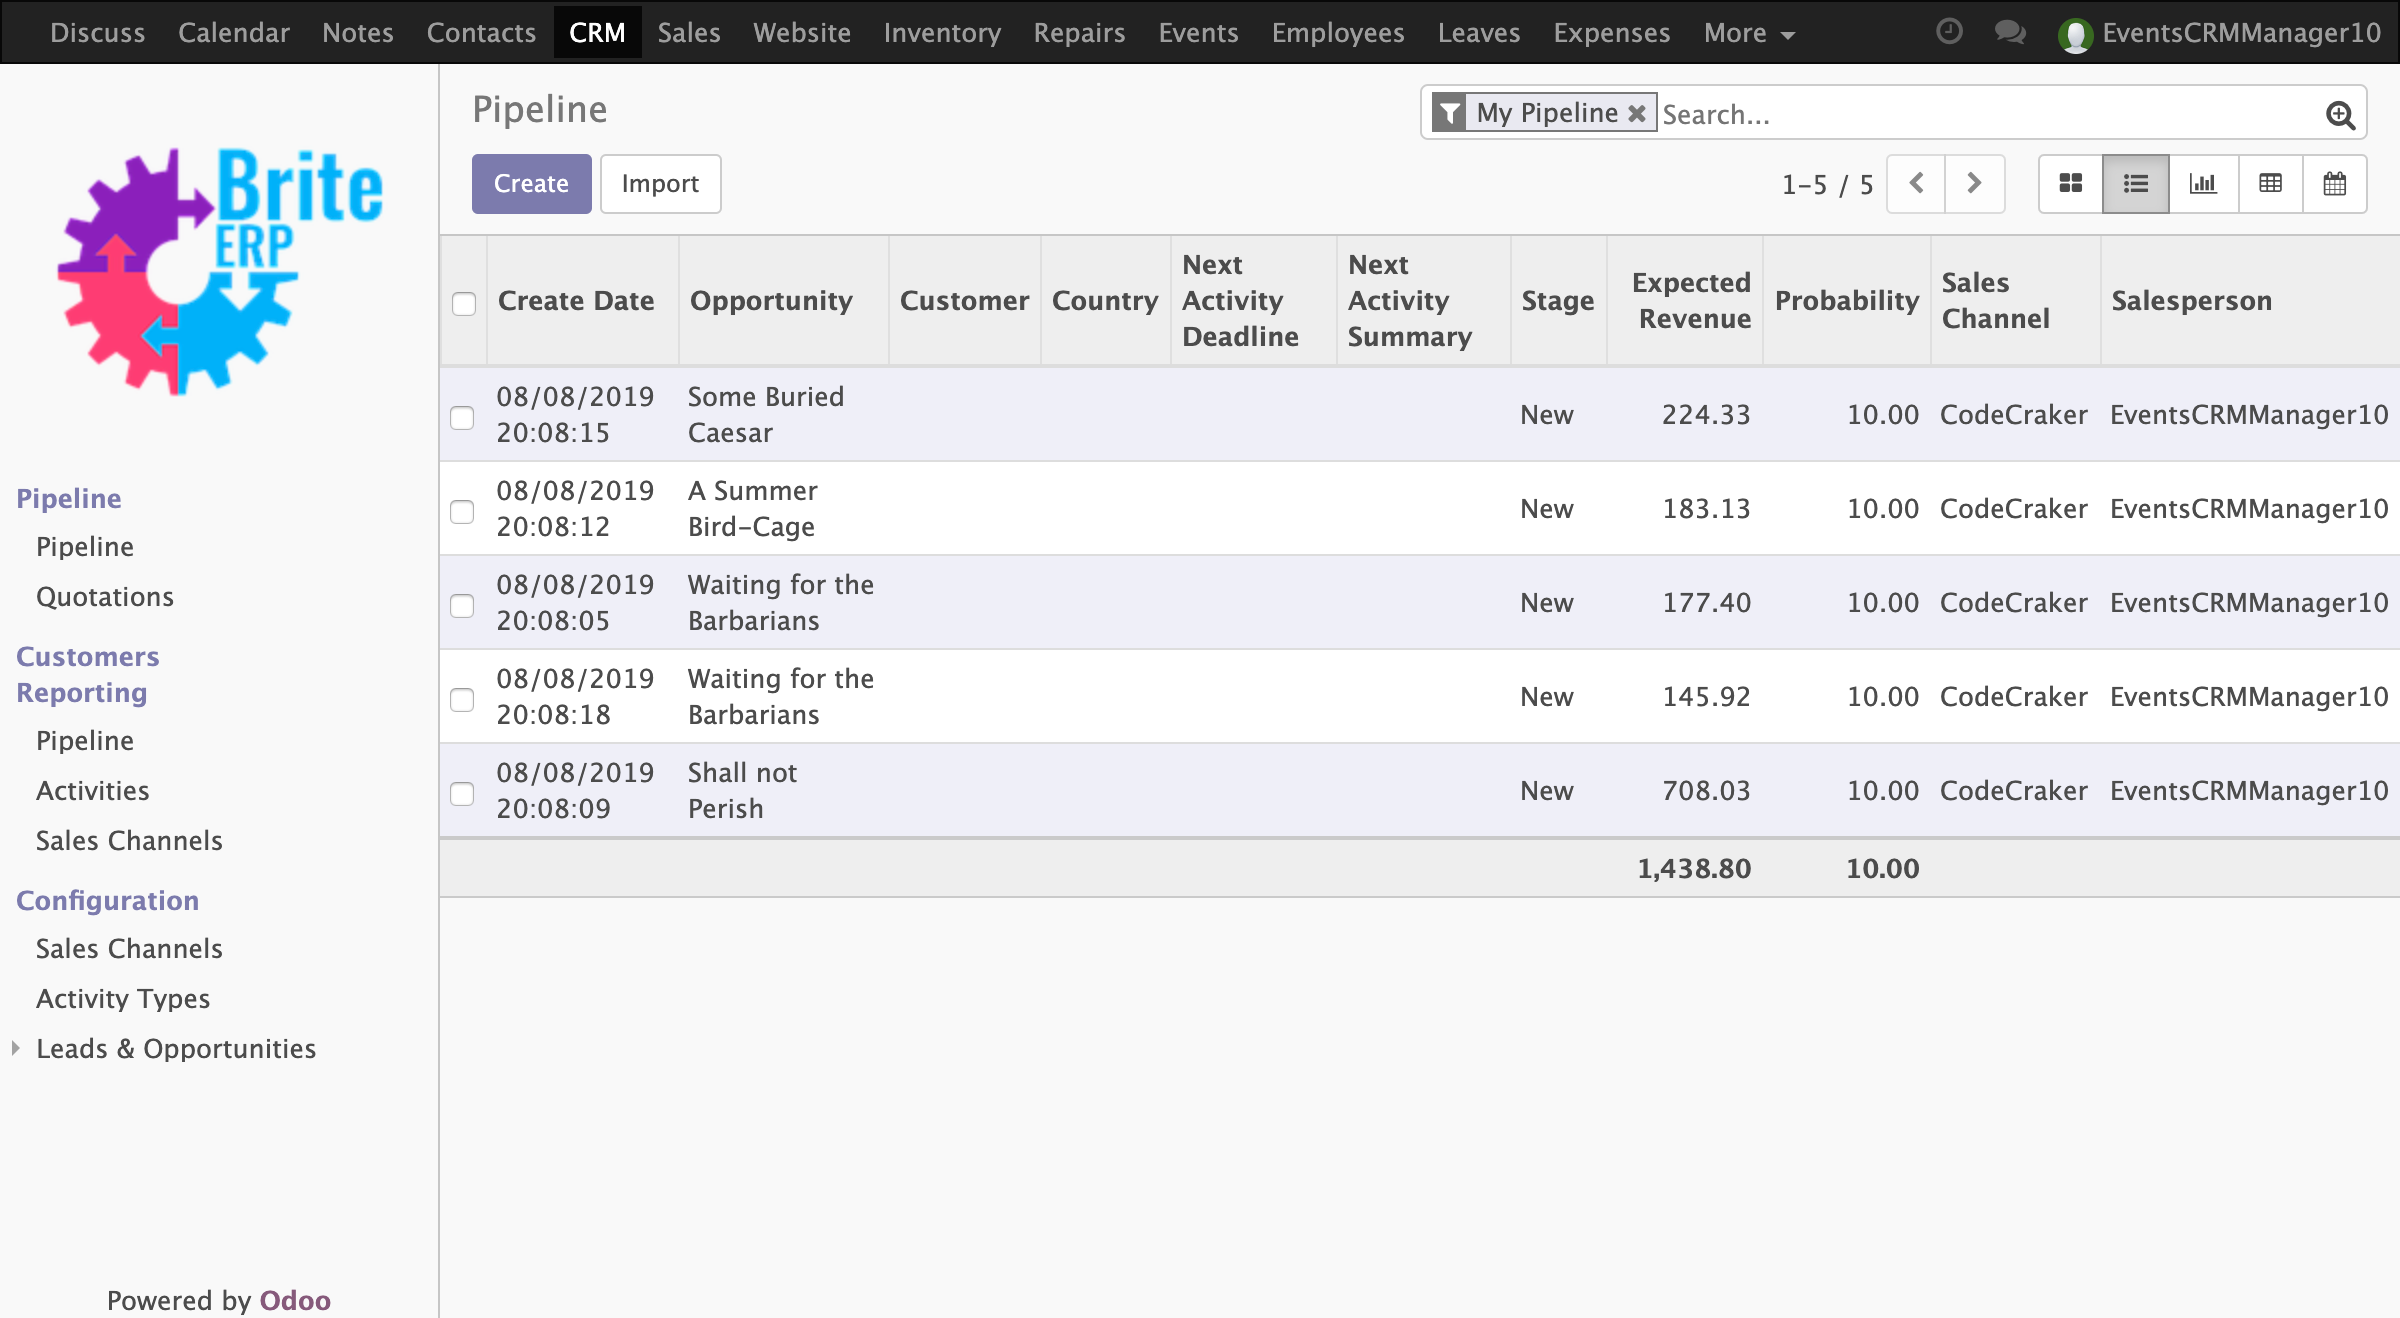 Discuss Calendar Notes Contacts CRM Sales Website Inventory Repairs Events Employees Leaves Expenses More EventsCRMManager10
Brite
ERP
Pipeline
Pipeline
Quotations
Customers
Reporting
Pipeline
Activities
Sales Channels
Configuration
Sales Channels
Activity Types
Leads & Opportunities
Powered by Odoo
Pipeline
My Pipeline Search...
Create Import
1-5 / 5
Create Date Opportunity Customer Country Next Activity Deadline Next Activity Summary Stage Expected Revenue Probability Sales Channel Salesperson
08/08/2019 20:08:15 Some Buried Caesar New 224.33 10.00 CodeCraker EventsCRMManager10
08/08/2019 20:08:12 A Summer Bird-Cage New 183.13 10.00 CodeCraker EventsCRMManager10
08/08/2019 20:08:05 Waiting for the Barbarians New 177.40 10.00 CodeCraker EventsCRMManager10
08/08/2019 20:08:18 Waiting for the Barbarians New 145.92 10.00 CodeCraker EventsCRMManager10
08/08/2019 20:08:09 Shall not Perish New 708.03 10.00 CodeCraker EventsCRMManager10
1,438.80 10.00